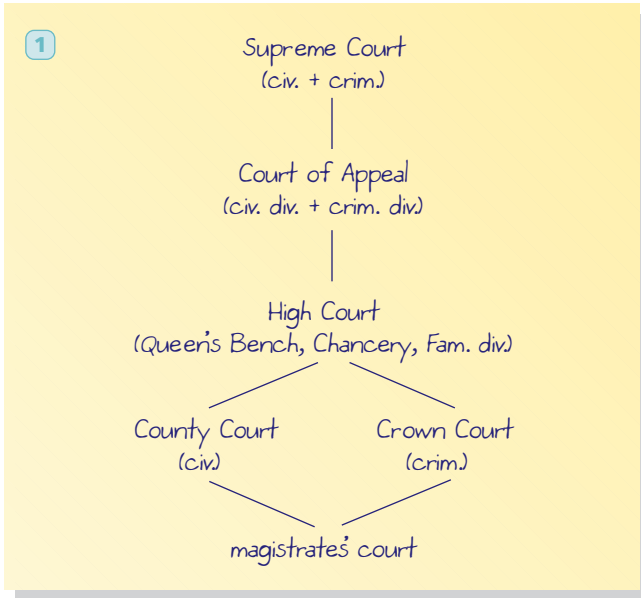 1
Supreme Court
(civ. + crim.)
Court of Appeal
(civ. div. + crim. div.)
High Court
(Queen's Bench, Chancery, Fam. div.)
County Court
(civ.)
Crown Court
(crim.)
magistrates' court